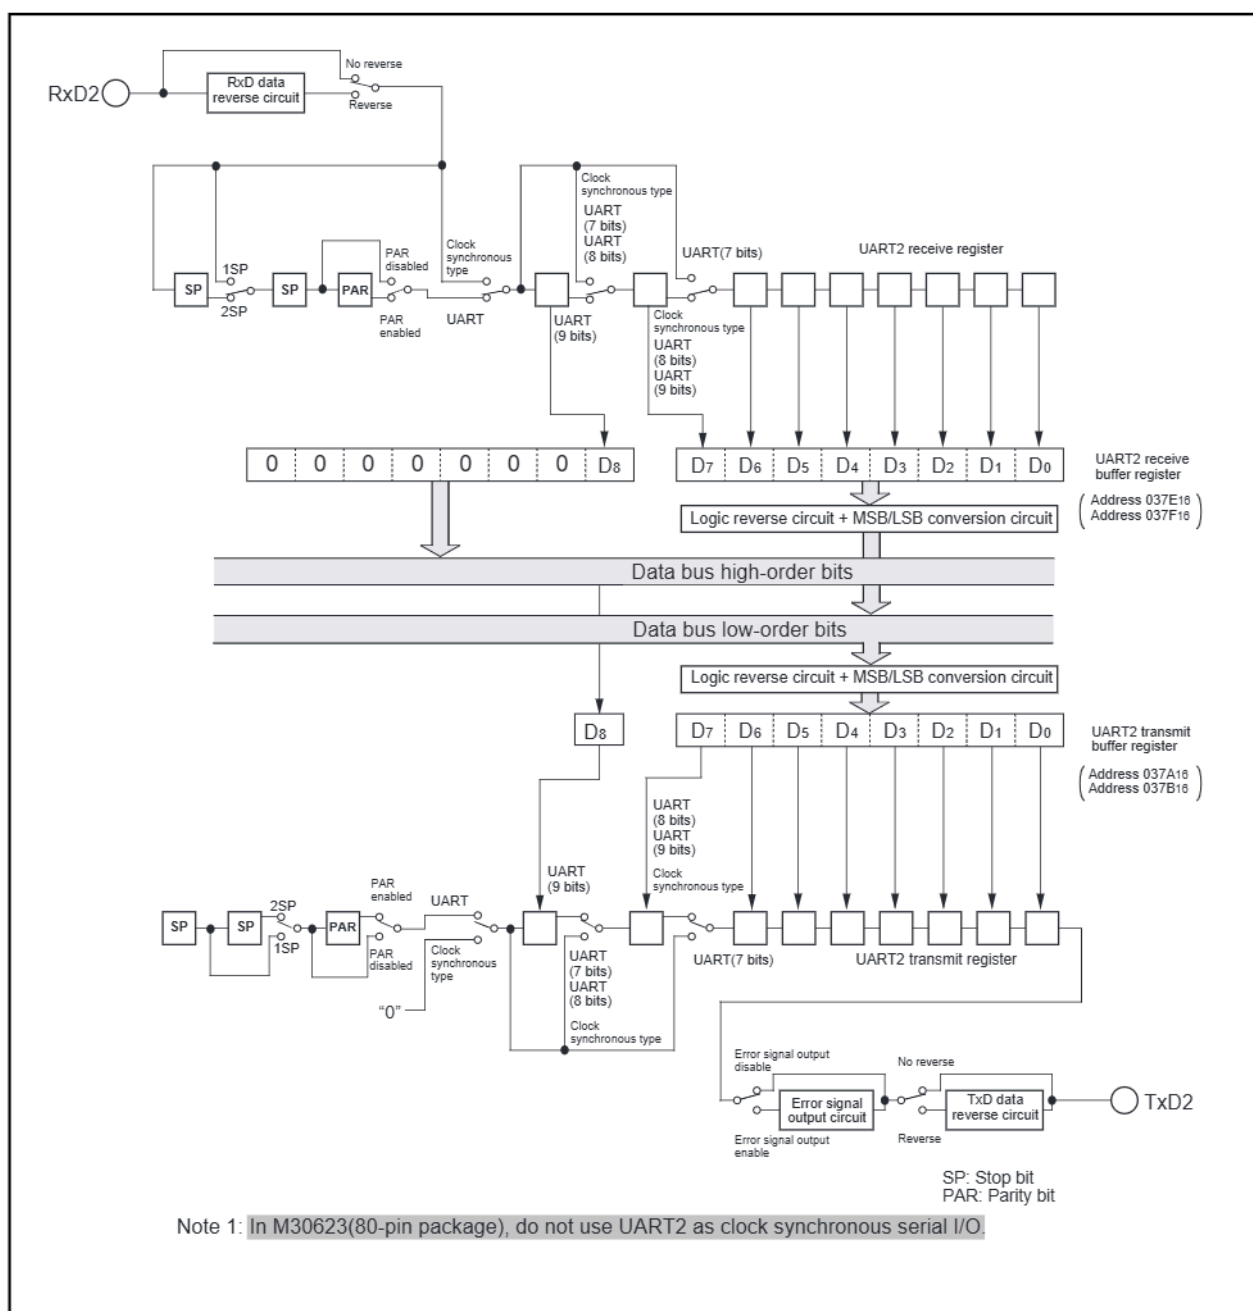 No reverse
RxD2
RxD data
reverse circuit
Reverse
Clock
synchronous type
UART
(7 bits)
UART
(8 bits)
PAR
disabled
Clock
synchronous
type
UART(7 bits)
UART2 receive register
1SP
SP
SP
PAR
2SP
PAR
enabled
UART
UART
(9 bits)
Clock
synchronous type
UART
(8 bits)
UART
(9 bits)
0 0 0 0 0 0 0 D8
D7 D6 D5 D4 D3 D2 D1 D0
UART2 receive
buffer register
Address 037E16
Address 037F16
Logic reverse circuit + MSB/LSB conversion circuit
Data bus high-order bits
Data bus low-order bits
Logic reverse circuit + MSB/LSB conversion circuit
D8
D7 D6 D5 D4 D3 D2 D1 D0
UART2 transmit
buffer register
Address 037A16
Address 037B16
UART
(8 bits)
UART
(9 bits)
Clock
synchronous type
UART
(9 bits)
PAR
enabled
UART
2SP
SP
SP
PAR
1SP
PAR
disabled
Clock
synchronous
type
“0”
UART
(7 bits)
UART
(8 bits)
Clock
synchronous type
UART(7 bits)
UART2 transmit register
Error signal output
disable
No reverse
Error signal
output circuit
TxD data
reverse circuit
TxD2
Error signal output
enable
Reverse
SP: Stop bit
PAR: Parity bit
Note 1: In M30623(80-pin package), do not use UART2 as clock synchronous serial I/O.